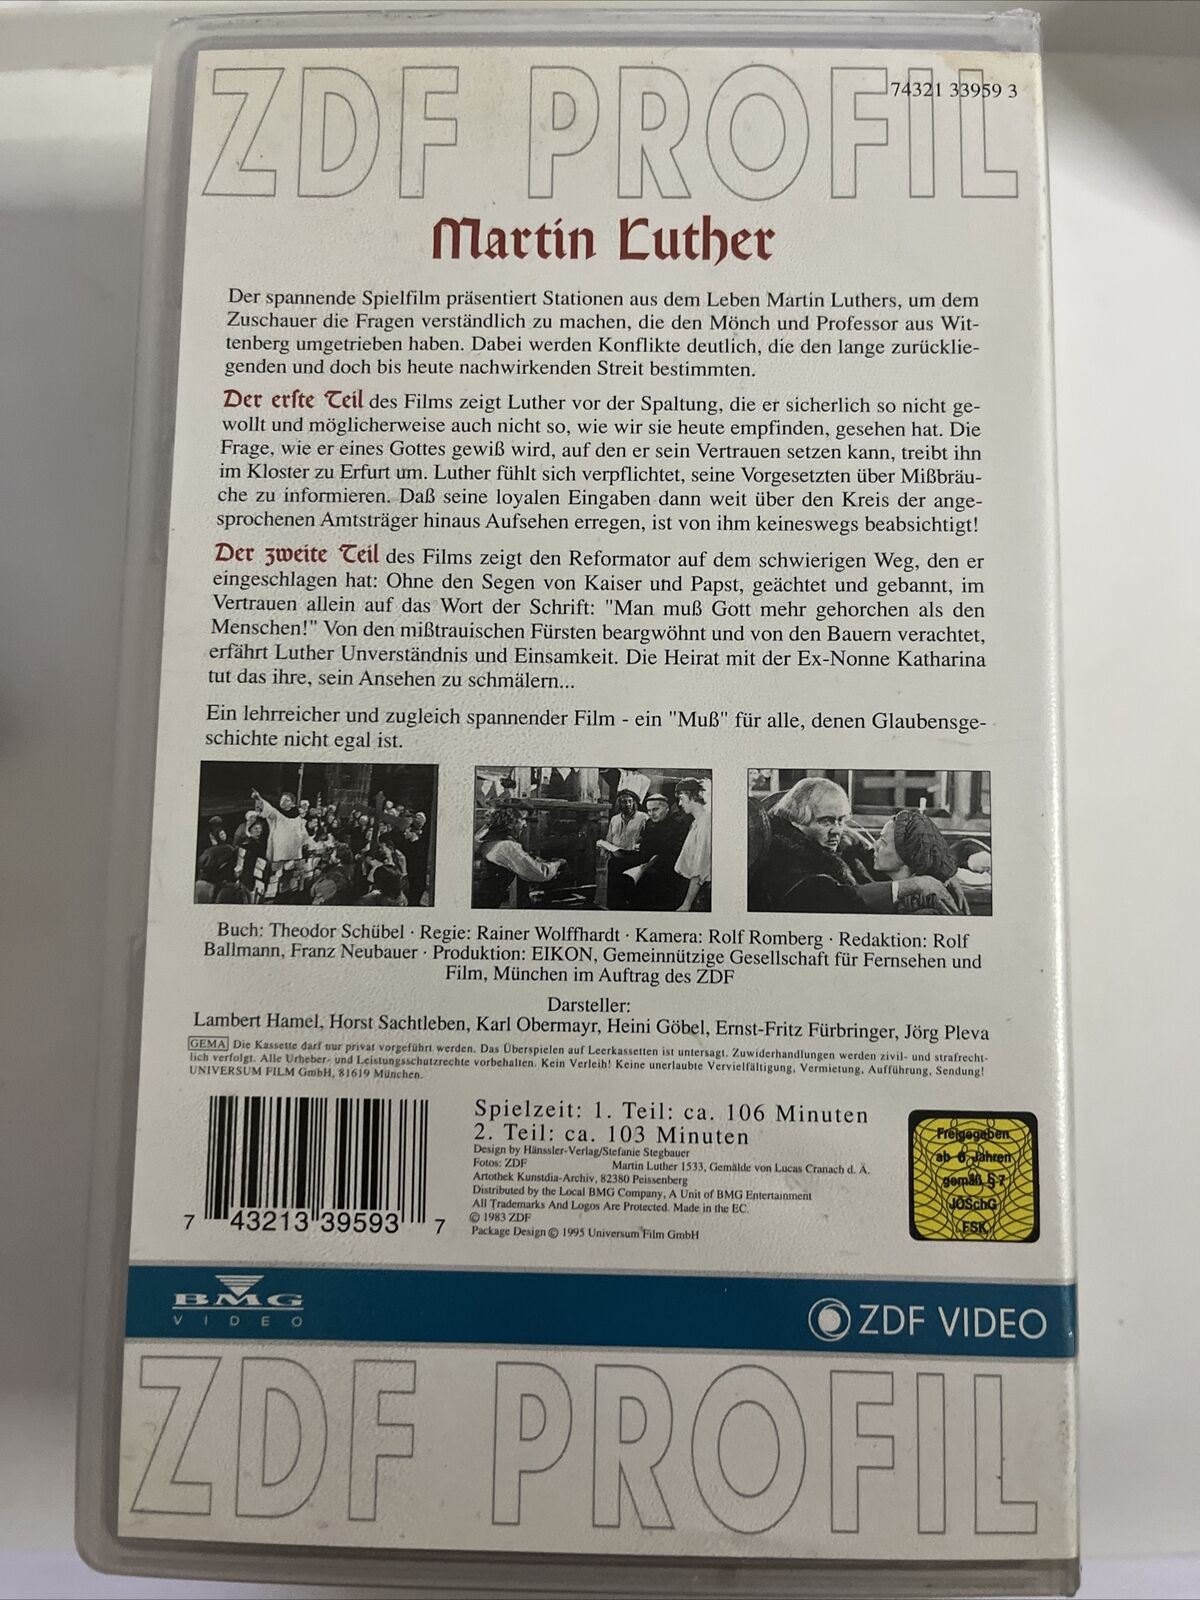 ZDF PROFIL
74321 33959 3
Martin Luther
Der spannende Spielfilm präsentiert Stationen aus dem Leben Martin Luthers, um dem
Zuschauer die Fragen verständlich zu machen, die den Mönch und Professor aus Wit-
tenberg umgetrieben haben. Dabei werden Konflikte deutlich, die den lange zurücklie-
genden und doch bis heute nachwirkenden Streit bestimmten.
Der erſte Teil des Films zeigt Luther vor der Spaltung, die er sicherlich so nicht ge-
wollt und möglicherweise auch nicht so, wie wir sie heute empfinden, gesehen hat. Die
Frage, wie er eines Gottes gewiß wird, auf den er sein Vertrauen setzen kann, treibt ihn
im Kloster zu Erfurt um. Luther fühlt sich verpflichtet, seine Vorgesetzten über Mißbräu-
che zu informieren. Daß seine loyalen Eingaben dann weit über den Kreis der ange-
sprochenen Amtsträger hinaus Aufsehen erregen, ist von ihm keineswegs beabsichtigt!
Der zweite Teil des Films zeigt den Reformator auf dem schwierigen Weg, den er
eingeschlagen hat: Ohne den Segen von Kaiser und Papst, geächtet und gebannt, im
Vertrauen allein auf das Wort der Schrift: "Man muß Gott mehr gehorchen als den
Menschen!" Von den mißtrauischen Fürsten beargwöhnt und von den Bauern verachtet,
erfährt Luther Unverständnis und Einsamkeit. Die Heirat mit der Ex-Nonne Katharina
tut das ihre, sein Ansehen zu schmälern...
Ein lehrreicher und zugleich spannender Film - ein "Muß" für alle, denen Glaubensge-
schichte nicht egal ist.
Buch: Theodor Schübel · Regie: Rainer Wolffhardt · Kamera: Rolf Romberg · Redaktion: Rolf
Ballmann, Franz Neubauer · Produktion: EIKON, Gemeinnützige Gesellschaft für Fernsehen und
Film, München im Auftrag des ZDF
Darsteller:
Lambert Hamel, Horst Sachtleben, Karl Obermayr, Heini Göbel, Ernst-Fritz Fürbringer, Jörg Pleva
GEMA Die Kassette darf nur privat vorgeführt werden. Das Überspielen auf Leerkassetten ist untersagt. Zuwiderhandlungen werden zivil- und strafrecht-
lich verfolgt. Alle Urheber- und Leistungsschutzrechte vorbehalten. Kein Verleih! Keine unerlaubte Vervielfältigung, Vermietung, Aufführung, Sendung!
UNIVERSUM FILM GmbH, 81619 München.
Spielzeit: 1. Teil: ca. 106 Minuten
2. Teil: ca. 103 Minuten
Design by Hänssler-Verlag/Stefanie Stegbauer
Fotos: ZDF Martin Luther 1533, Gemälde von Lucas Cranach d. Ä.
Artothek Kunstdia-Archiv, 82380 Peissenberg
Distributed by the Local BMG Company, A Unit of BMG Entertainment
All Trademarks And Logos Are Protected. Made in the EC.
© 1983 ZDF
Package Design © 1995 Universum Film GmbH
7 43213 39593 7
Freigegeben
ab 6 Jahren
gemäß § 7
JÖSchG
FSK
BMG
VIDEO
ZDF VIDEO
ZDF PROFIL